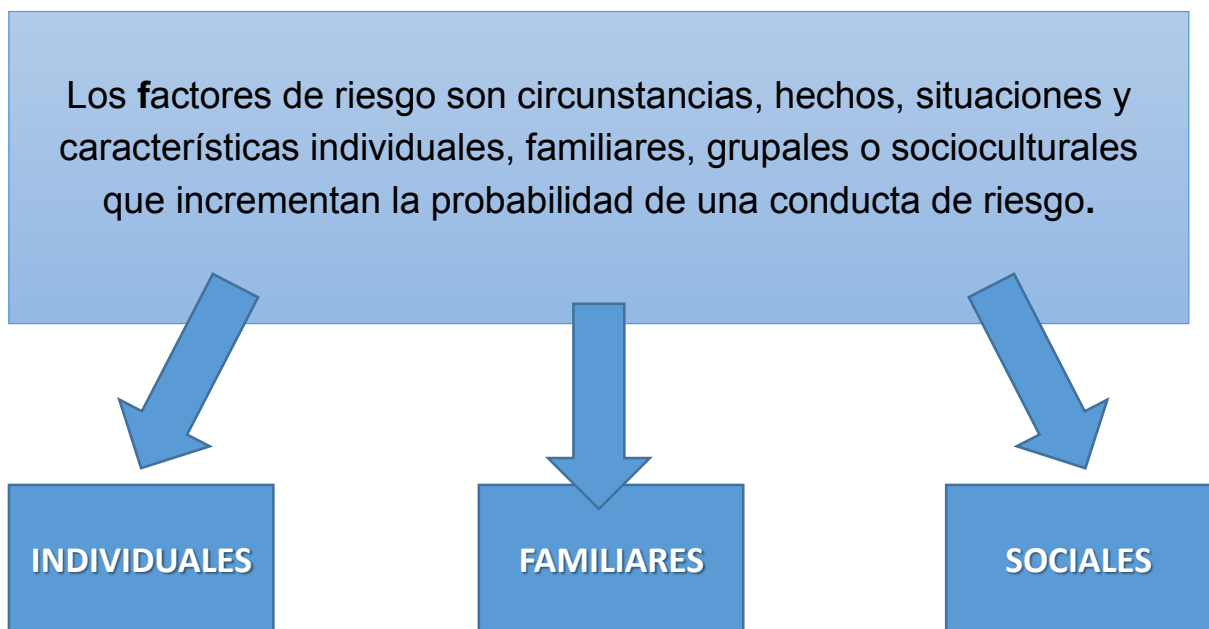 Los factores de riesgo son circunstancias, hechos, situaciones y
características individuales, familiares, grupales o socioculturales
que incrementan la probabilidad de una conducta de riesgo.
INDIVIDUALES
FAMILIARES
SOCIALES